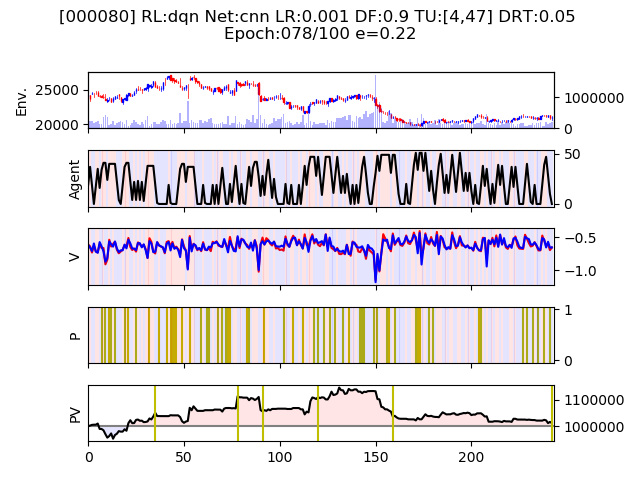 [000080] RL:dqn Net:cnn LR:0.001 DF:0.9 TU:[4,47] DRT:0.05
Epoch:078/100 e=0.22
Env.
25000
20000
1000000
0
Agent
50
0
V
−0.5
−1.0
P
1
0
PV
1100000
1000000
0
50
100
150
200